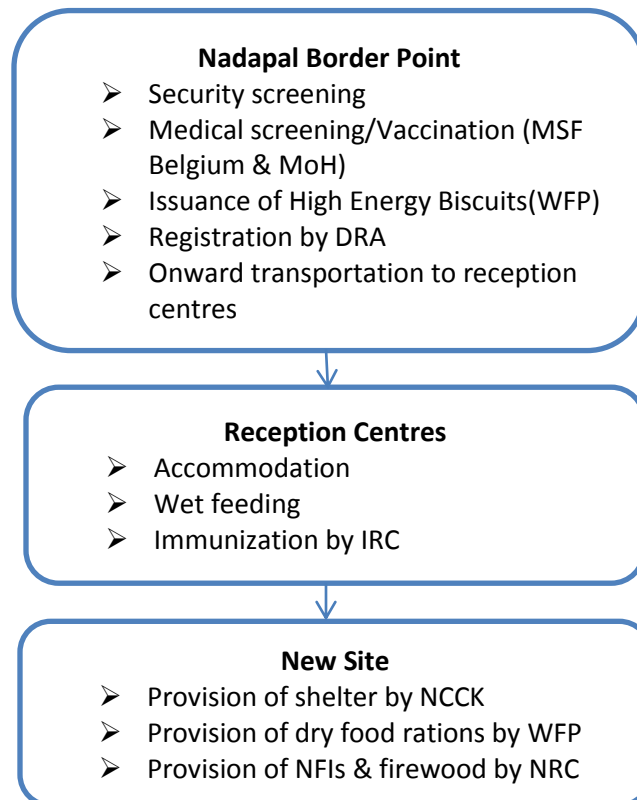 Nadapal Border Point
➢ Security screening
➢ Medical screening/Vaccination (MSF
Belgium & MoH)
➢ Issuance of High Energy Biscuits(WFP)
➢ Registration by DRA
➢ Onward transportation to reception
centres
Reception Centres
➢ Accommodation
➢ Wet feeding
➢ Immunization by IRC
New Site
➢ Provision of shelter by NCCK
➢ Provision of dry food rations by WFP
➢ Provision of NFIs & firewood by NRC